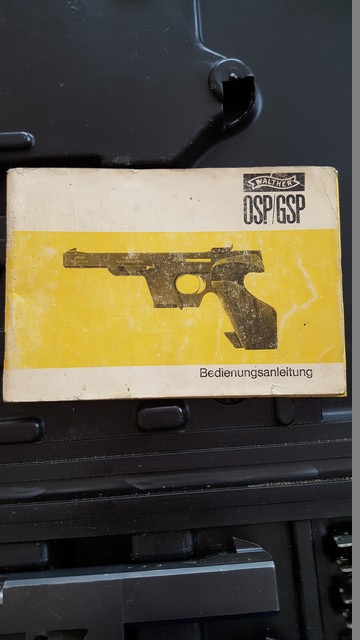 WALTHER
OSP/GSP
Bedienungsanleitung